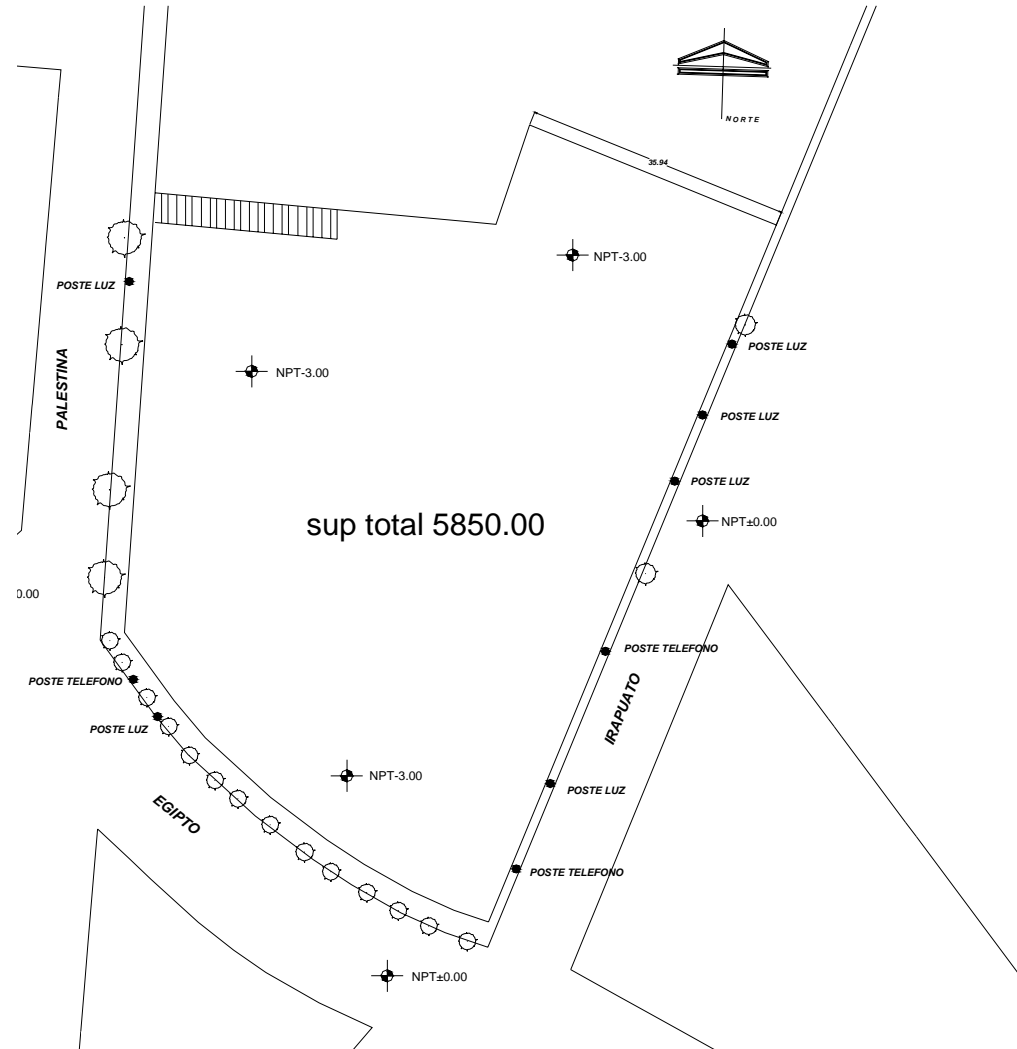 NORTE
35.94
NPT-3.00
POSTE LUZ
POSTE LUZ
PALESTINA
NPT-3.00
POSTE LUZ
POSTE LUZ
sup total 5850.00
NPT±0.00
0.00
POSTE TELEFONO
POSTE TELEFONO
IRAPUATO
POSTE LUZ
NPT-3.00
POSTE LUZ
EGIPTO
POSTE TELEFONO
NPT±0.00